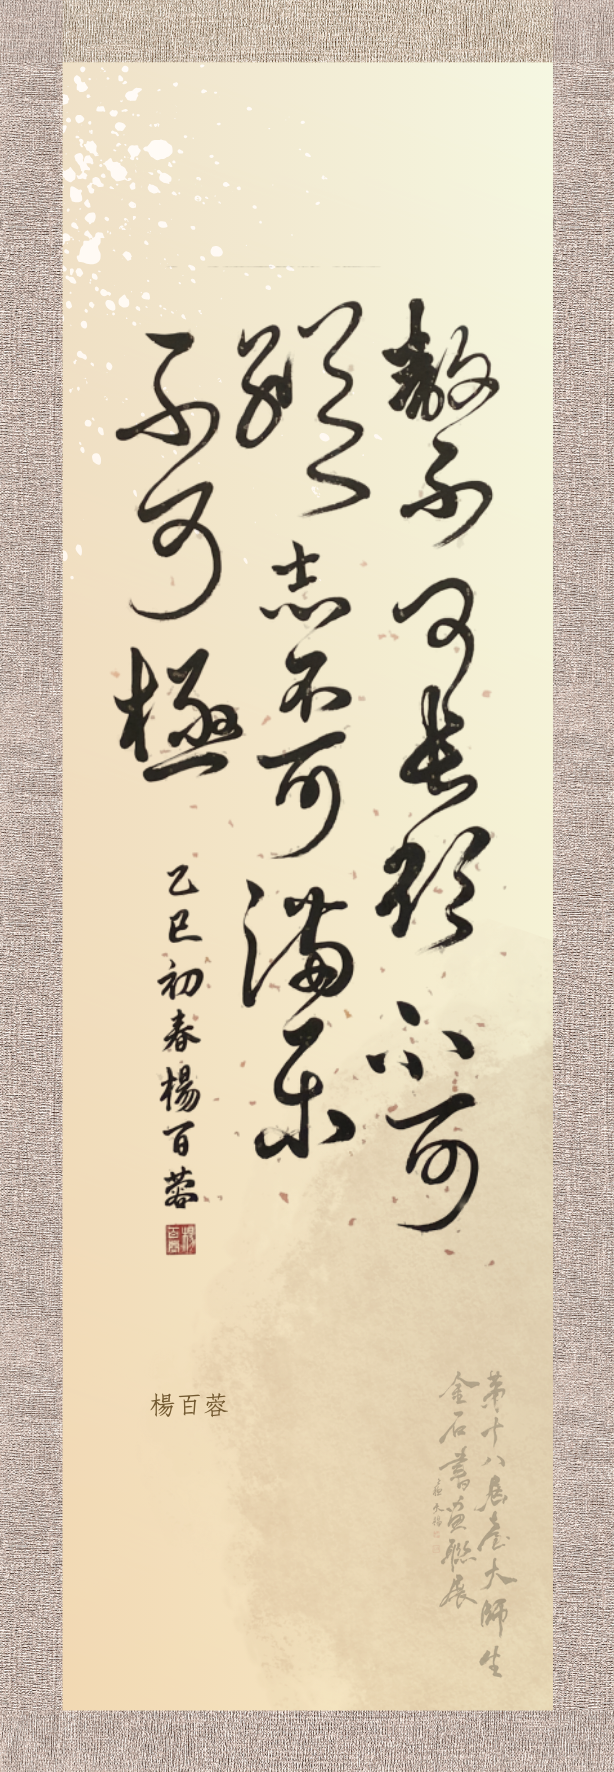 敖不可長欲不可
縱志不可滿樂
不可極
乙巳初春楊百蓉
楊百蓉
第十八屆臺大師生
金石書畫聯展